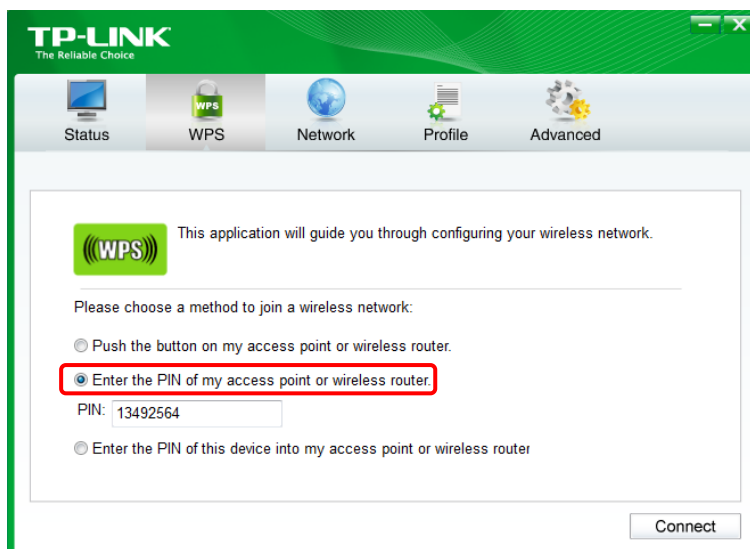 TP-LINK
The Reliable Choice
Status WPS Network Profile Advanced
WPS
WPS This application will guide you through configuring your wireless network.
Please choose a method to join a wireless network:
Push the button on my access point or wireless router.
Enter the PIN of my access point or wireless router.
PIN: 13492564
Enter the PIN of this device into my access point or wireless router
Connect